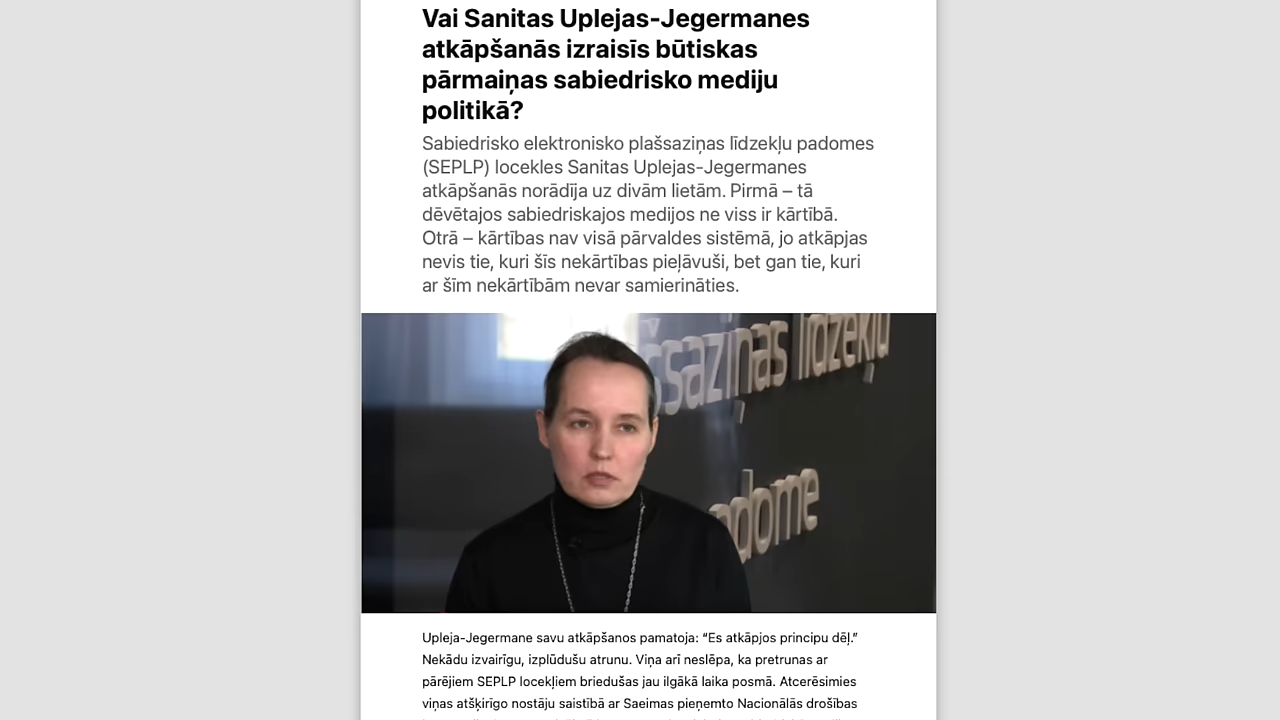 Vai Sanitas Uplejas-Jegermanes
atkāpšanās izraisīs būtiskas
pārmaiņas sabiedrisko mediju
politikā?
Sabiedrisko elektronisko plašsaziņas līdzekļu padomes
(SEPLP) locekles Sanitas Uplejas-Jegermanes
atkāpšanās norādīja uz divām lietām. Pirmā – tā
dēvētajos sabiedriskajos medijos ne viss ir kārtībā.
Otrā – kārtības nav visā pārvaldes sistēmā, jo atkāpjas
nevis tie, kuri šīs nekārtības pieļāvuši, bet gan tie, kuri
ar šīm nekārtībām nevar samierināties.
šsaziņas līdzekļu
adome
Upleja-Jegermane savu atkāpšanos pamatoja: “Es atkāpjos principu dēļ.”
Nekādu izvairīgu, izplūdušu atrunu. Viņa arī neslēpa, ka pretrunas ar
pārējiem SEPLP locekļiem briedušas jau ilgākā laika posmā. Atcerēsimies
viņas atšķirīgo nostāju saistībā ar Saeimas pieņemto Nacionālās drošības